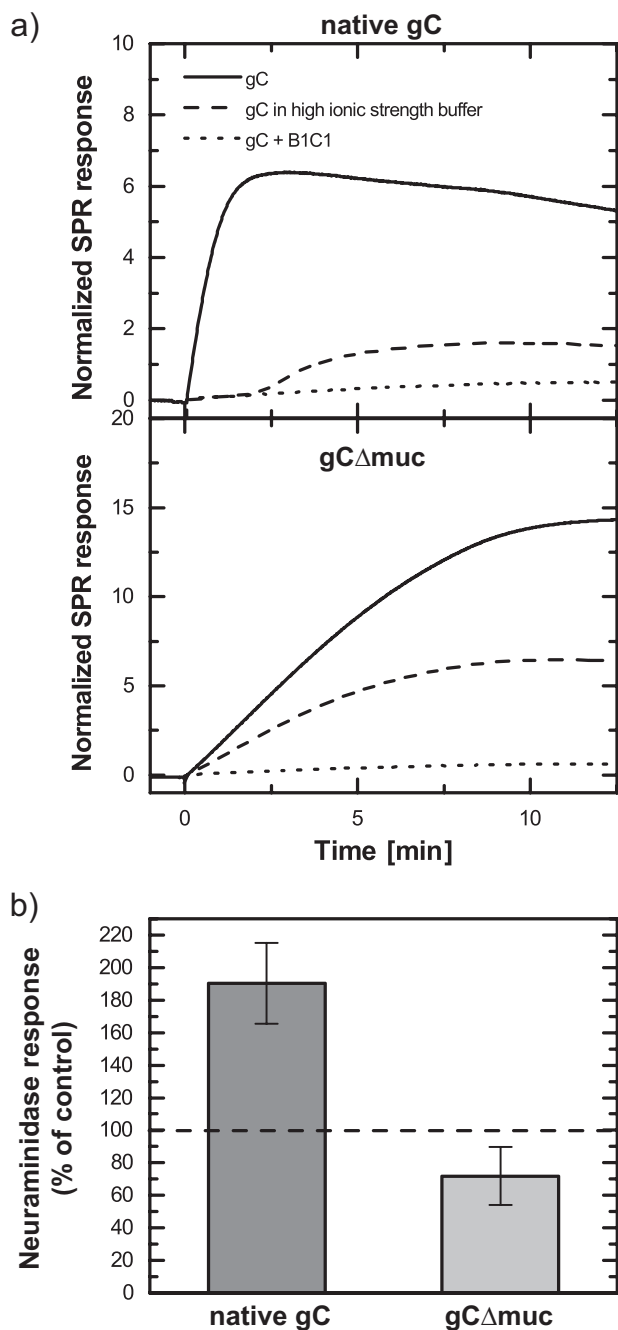 a)
native gC
10
8
6
4
2
0
Normalized SPR response
gC
gC in high ionic strength buffer
gC + B1C1
gCΔmuc
20
15
10
5
0
Normalized SPR response
0 5 10
Time [min]
b)
220
200
180
160
140
120
100
80
60
40
20
0
Neuraminidase response
(% of control)
native gC gCΔmuc